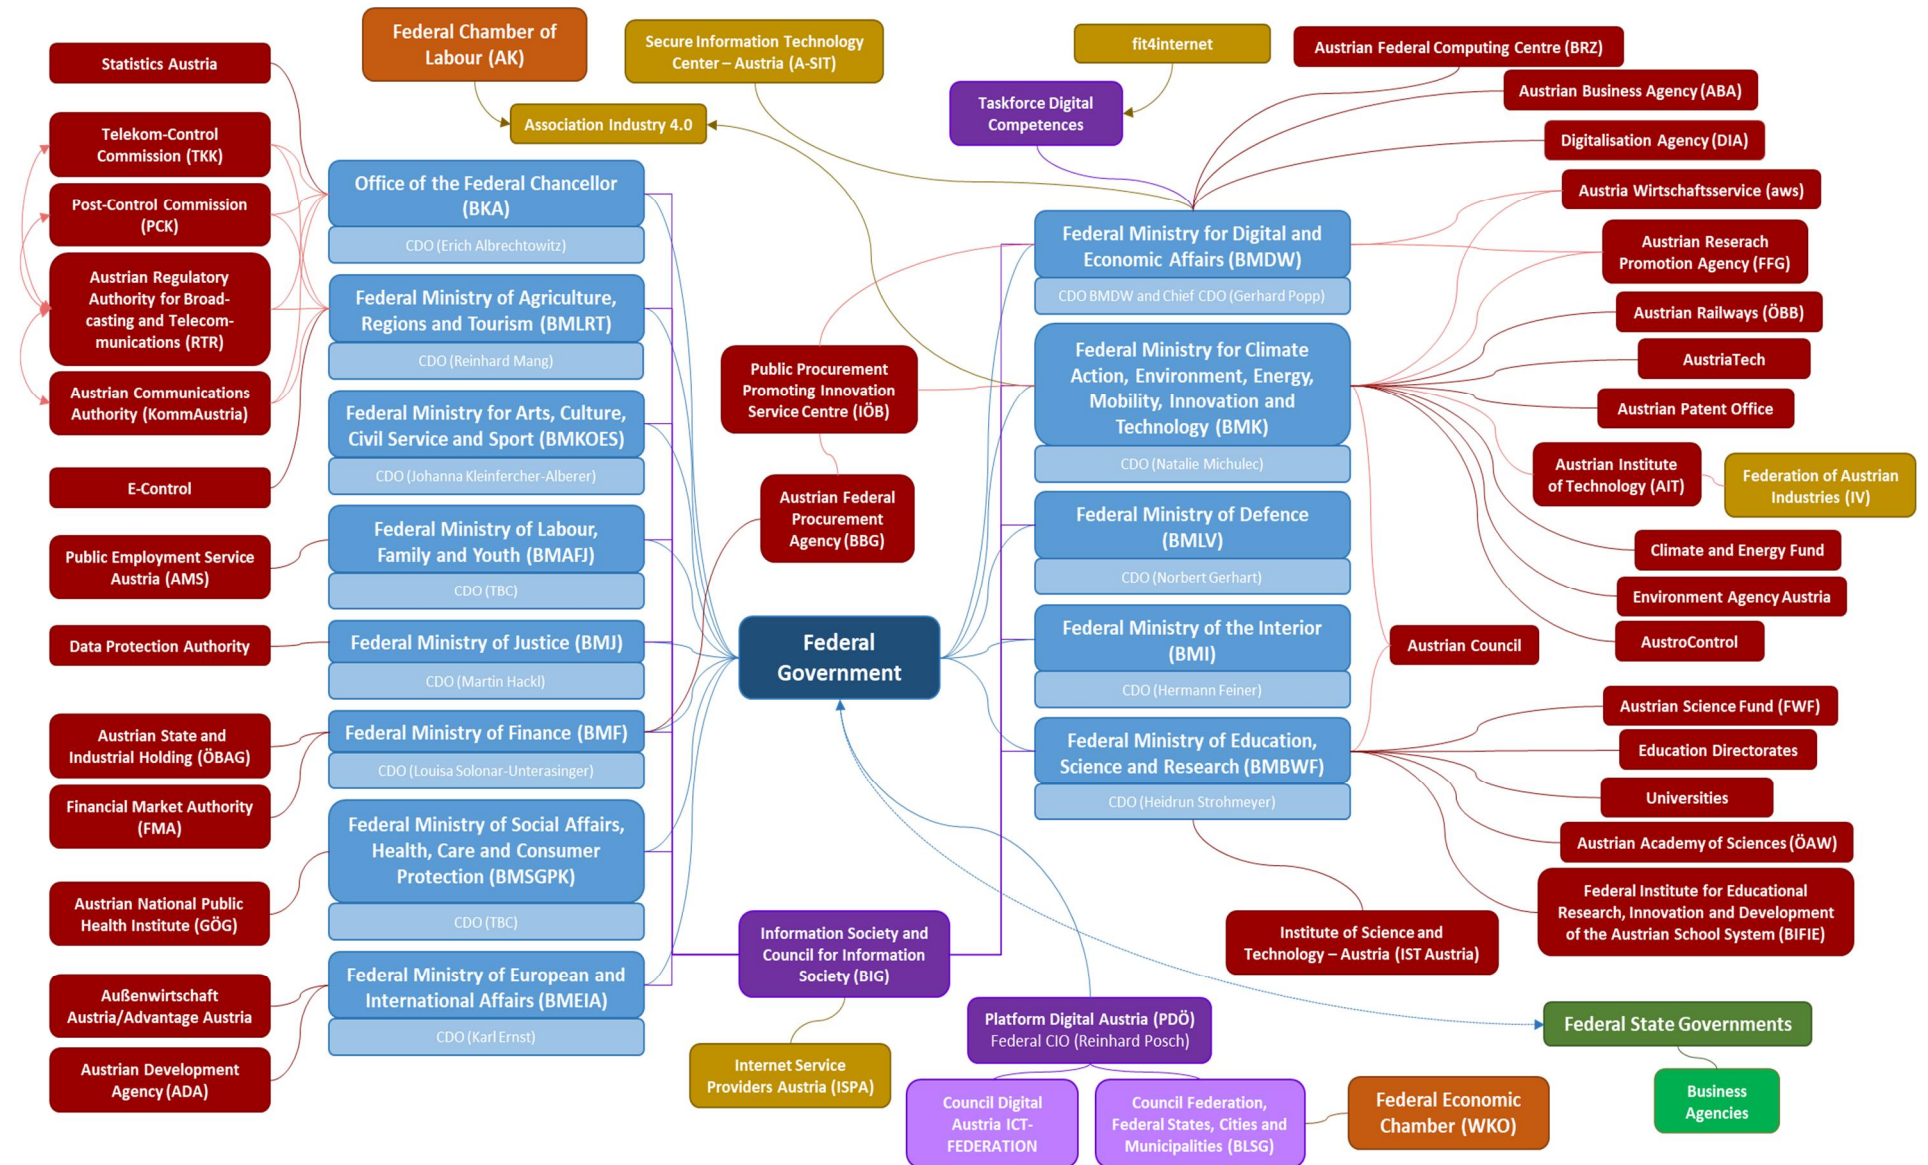 Federal Chamber of
Labour (AK)
Secure Information Technology
Center – Austria (A-SIT)
fit4internet
Association Industry 4.0
Taskforce Digital
Competences
Statistics Austria
Telekom-Control
Commission (TKK)
Post-Control Commission
(PCK)
Austrian Regulatory
Authority for Broad-
casting and Telecom-
munications (RTR)
Austrian Communications
Authority (KommAustria)
E-Control
Public Employment Service
Austria (AMS)
Data Protection Authority
Austrian State and
Industrial Holding (ÖBAG)
Financial Market Authority
(FMA)
Austrian National Public
Health Institute (GÖG)
Außenwirtschaft
Austria/Advantage Austria
Austrian Development
Agency (ADA)
Office of the Federal Chancellor
(BKA)
CDO (Erich Albrechtowitz)
Federal Ministry of Agriculture,
Regions and Tourism (BMLRT)
CDO (Reinhard Mang)
Federal Ministry for Arts, Culture,
Civil Service and Sport (BMKOES)
CDO (Johanna Kleinfercher-Alberer)
Federal Ministry of Labour,
Family and Youth (BMAFJ)
CDO (TBC)
Federal Ministry of Justice (BMJ)
CDO (Martin Hackl)
Federal Ministry of Finance (BMF)
CDO (Louisa Solonar-Unterasinger)
Federal Ministry of Social Affairs,
Health, Care and Consumer
Protection (BMSGPK)
CDO (TBC)
Federal Ministry of European and
International Affairs (BMEIA)
CDO (Karl Ernst)
Public Procurement
Promoting Innovation
Service Centre (IÖB)
Austrian Federal
Procurement
Agency (BBG)
Federal
Government
Information Society and
Council for Information
Society (BIG)
Internet Service
Providers Austria (ISPA)
Platform Digital Austria (PDÖ)
Federal CIO (Reinhard Posch)
Council Digital
Austria ICT-
FEDERATION
Council Federation,
Federal States, Cities and
Municipalities (BLSG)
Federal Economic
Chamber (WKO)
Federal Ministry for Digital and
Economic Affairs (BMDW)
CDO BMDW and Chief CDO (Gerhard Popp)
Federal Ministry for Climate
Action, Environment, Energy,
Mobility, Innovation and
Technology (BMK)
CDO (Natalie Michulec)
Federal Ministry of Defence
(BMLV)
CDO (Norbert Gerhart)
Federal Ministry of the Interior
(BMI)
CDO (Hermann Feiner)
Federal Ministry of Education,
Science and Research (BMBWF)
CDO (Heidrun Strohmeyer)
Austrian Federal Computing Centre (BRZ)
Austrian Business Agency (ABA)
Digitalisation Agency (DIA)
Austria Wirtschaftsservice (aws)
Austrian Reserach
Promotion Agency (FFG)
Austrian Railways (ÖBB)
AustriaTech
Austrian Patent Office
Austrian Institute
of Technology (AIT)
Federation of Austrian
Industries (IV)
Climate and Energy Fund
Environment Agency Austria
AustroControl
Austrian Council
Austrian Science Fund (FWF)
Education Directorates
Universities
Austrian Academy of Sciences (ÖAW)
Federal Institute for Educational
Research, Innovation and Development
of the Austrian School System (BIFIE)
Institute of Science and
Technology – Austria (IST Austria)
Federal State Governments
Business
Agencies